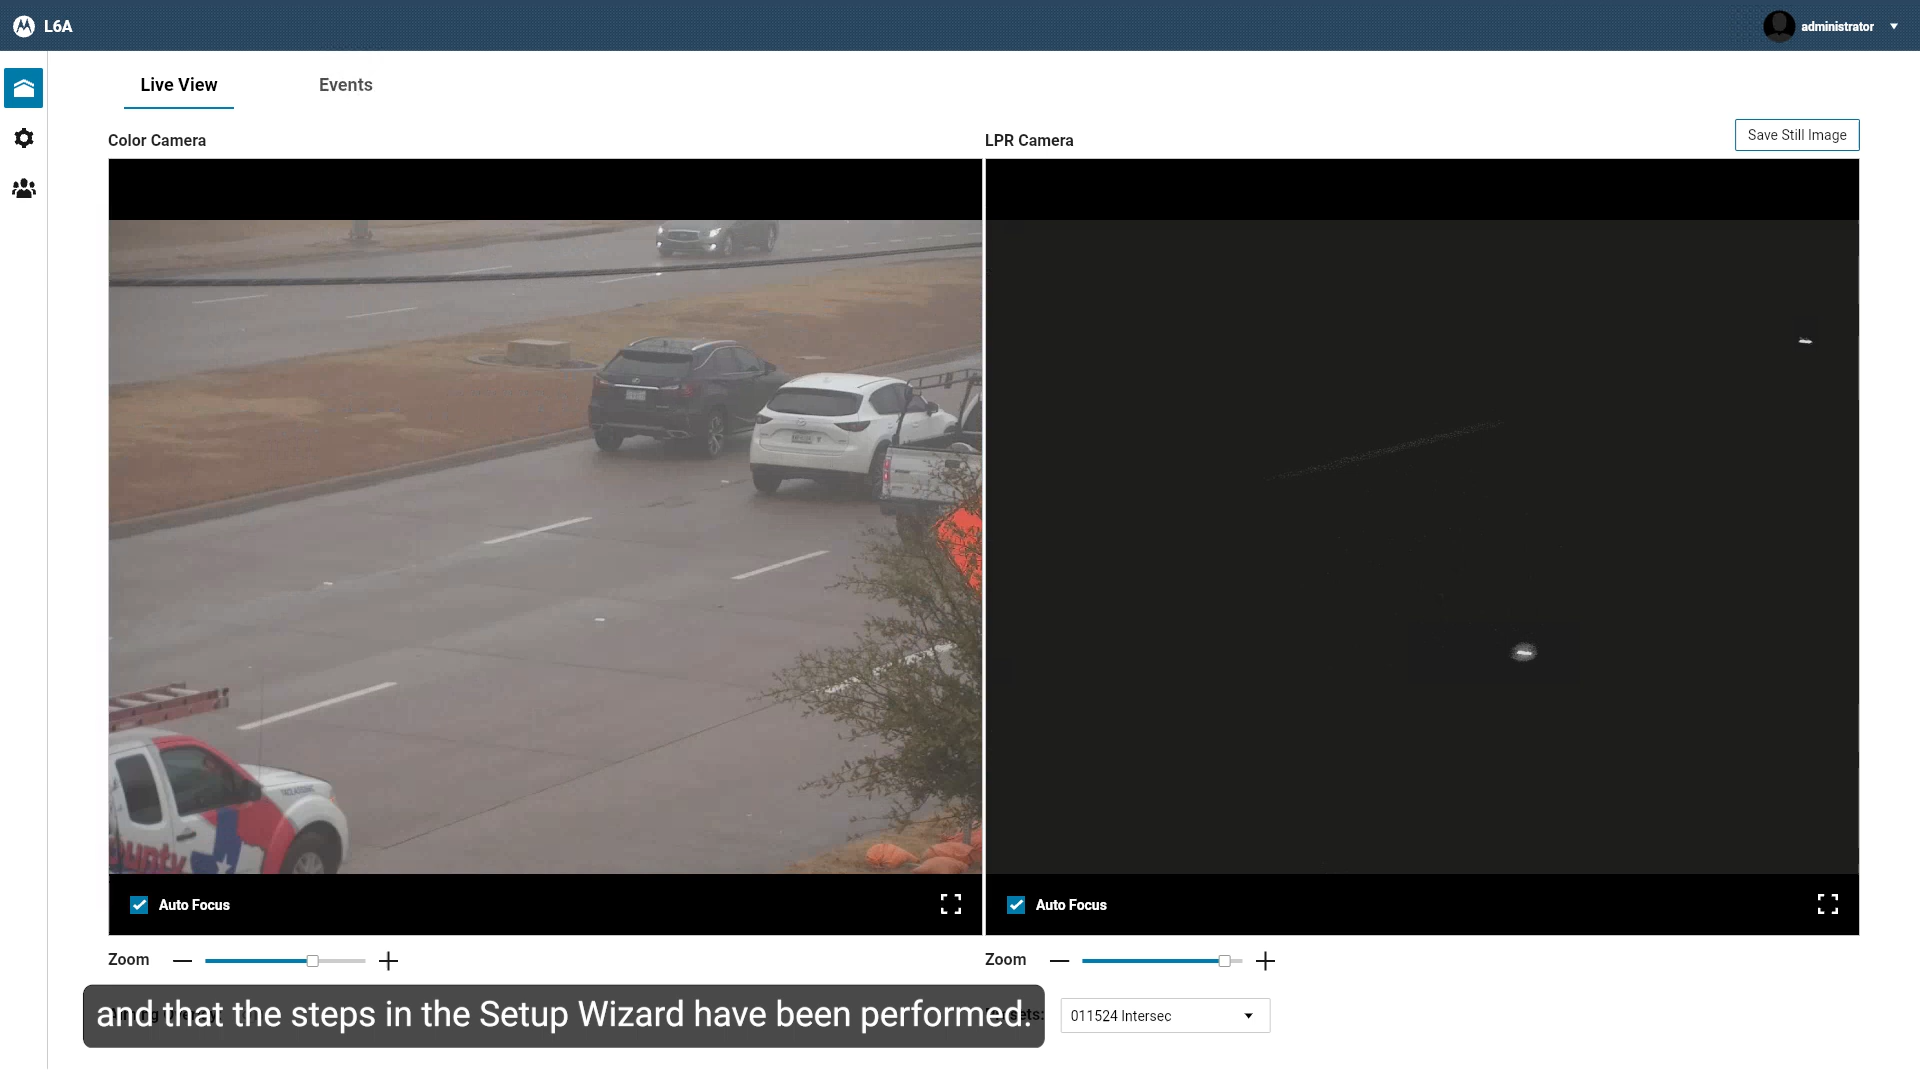 L6A
administrator
Live View
Events
Color Camera
LPR Camera
Save Still Image
Auto Focus
Auto Focus
Zoom
Zoom
and that the steps in the Setup Wizard have been performed.
011524 Intersec